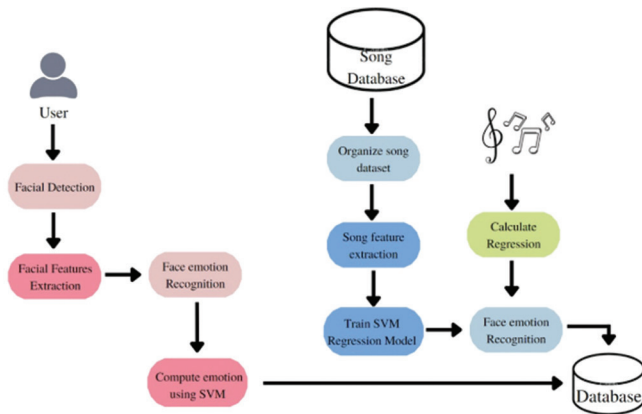 Song
Database
User
Organize song
dataset
Facial Detection
Song feature
extraction
Calculate
Regression
Facial Features
Extraction
Face emotion
Recognition
Train SVM
Regression Model
Face emotion
Recognition
Compute emotion
using SVM
Database